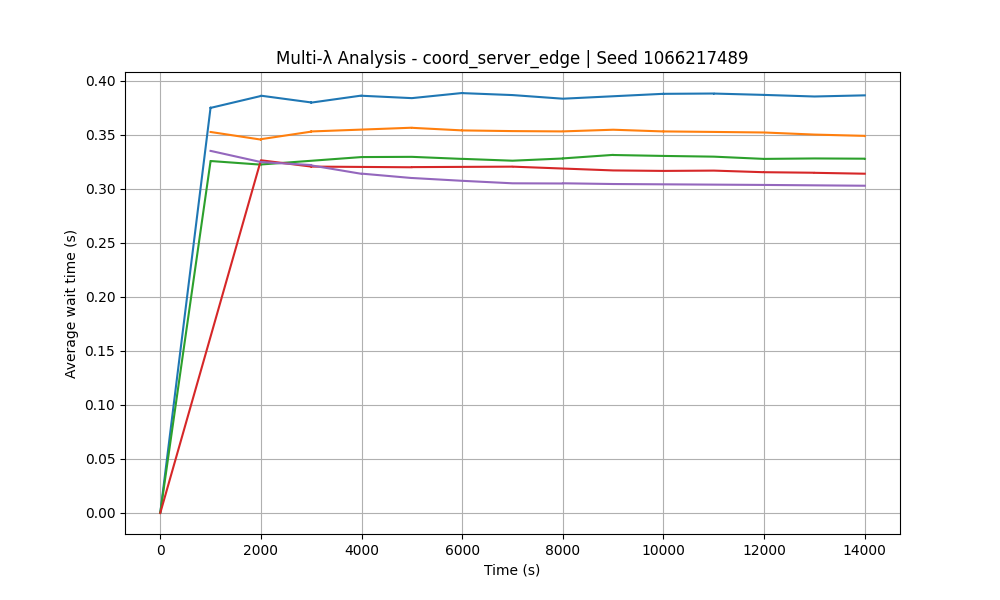 Multi-λ Analysis - coord_server_edge | Seed 1066217489
0.40
0.35
0.30
0.25
0.20
0.15
0.10
0.05
0.00
Average wait time (s)
0 2000 4000 6000 8000 10000 12000 14000
Time (s)